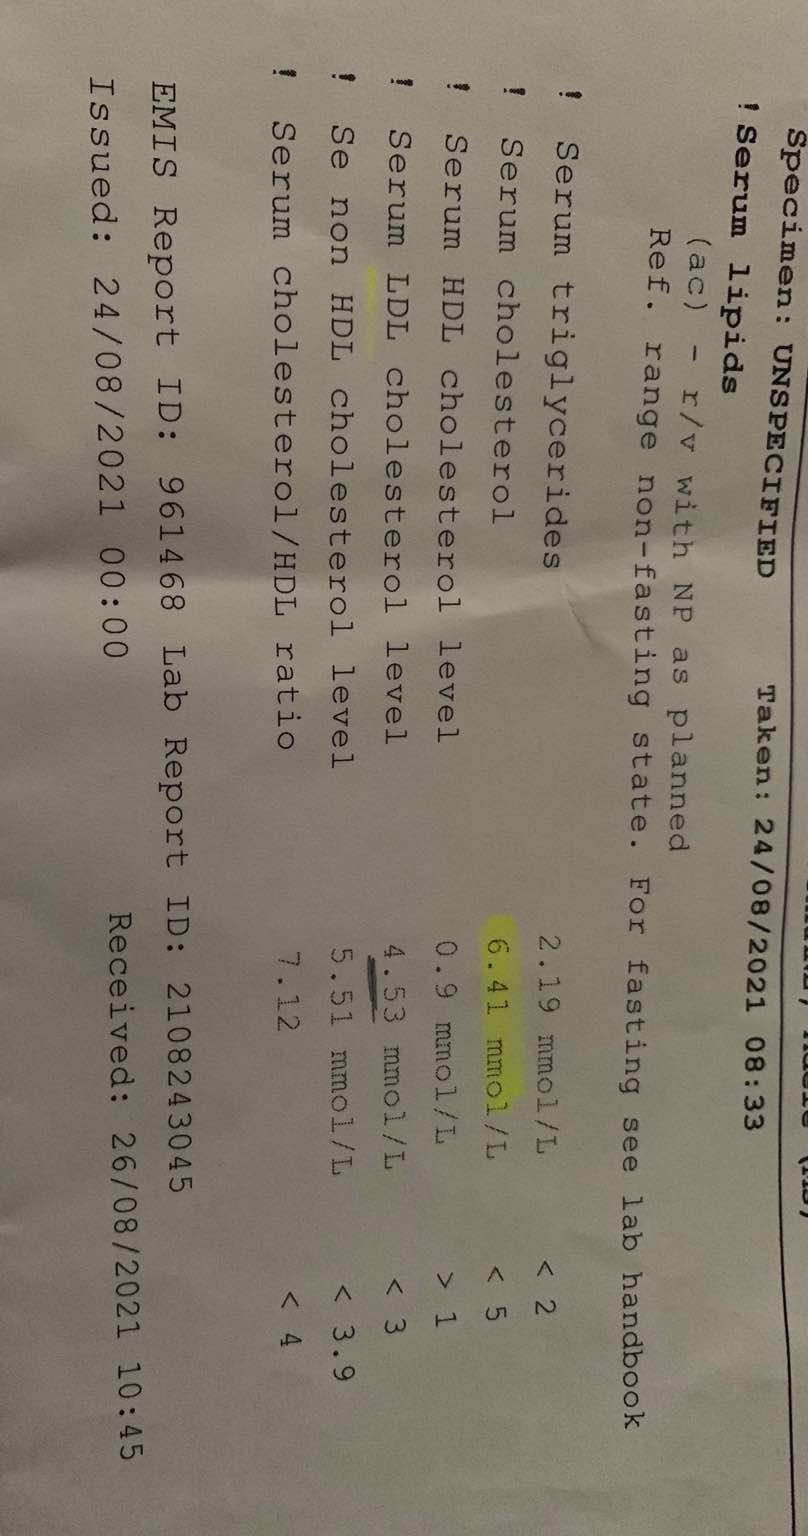 Specimen: UNSPECIFIED Taken: 24/08/2021 08:33
! Serum lipids
(ac) - r/v with NP as planned
Ref. range non-fasting state. For fasting see lab handbook
! Serum triglycerides 2.19 mmol/L < 2
! Serum cholesterol 6.41 mmol/L < 5
! Serum HDL cholesterol level 0.9 mmol/L > 1
! Serum LDL cholesterol level 4.53 mmol/L < 3
! Se non HDL cholesterol level 5.51 mmol/L < 3.9
! Serum cholesterol/HDL ratio 7.12 < 4
EMIS Report ID: 961468 Lab Report ID: 2108243045
Issued: 24/08/2021 00:00 Received: 26/08/2021 10:45